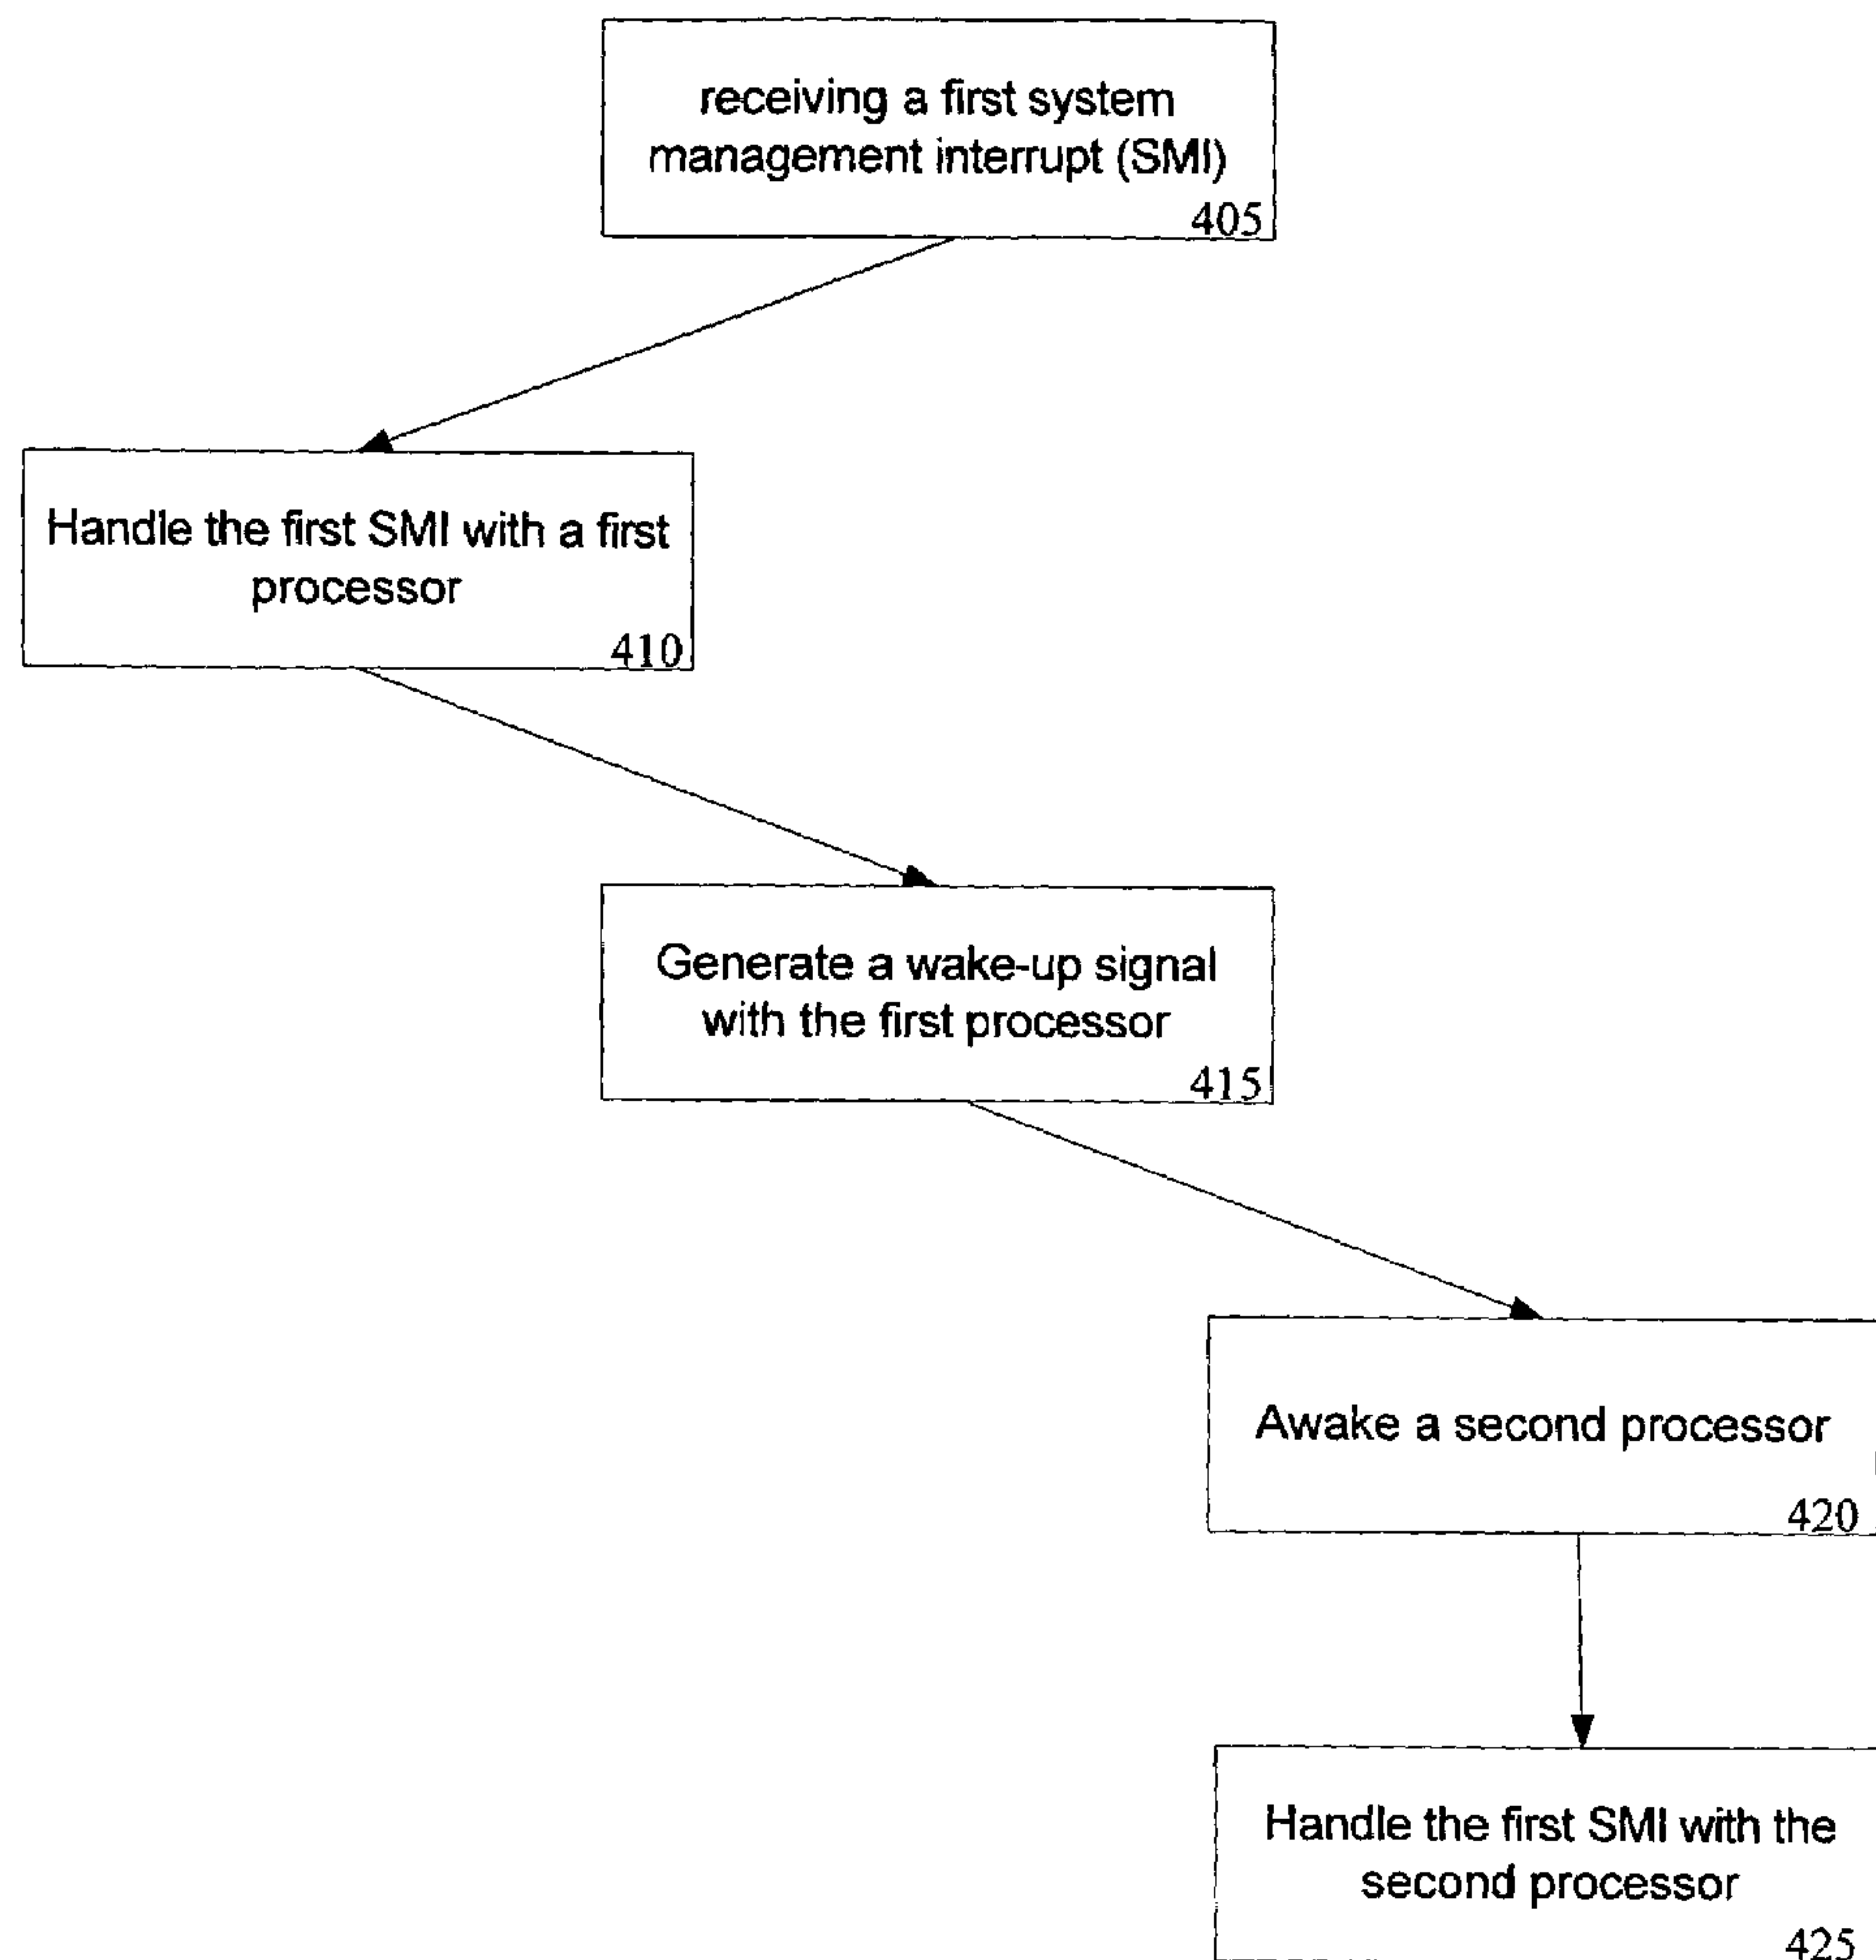 receiving a first system
management interrupt (SMI)
405
Handle the first SMI with a first
processor
410
Generate a wake-up signal
with the first processor
415
Awake a second processor
420
Handle the first SMI with the
second processor
425